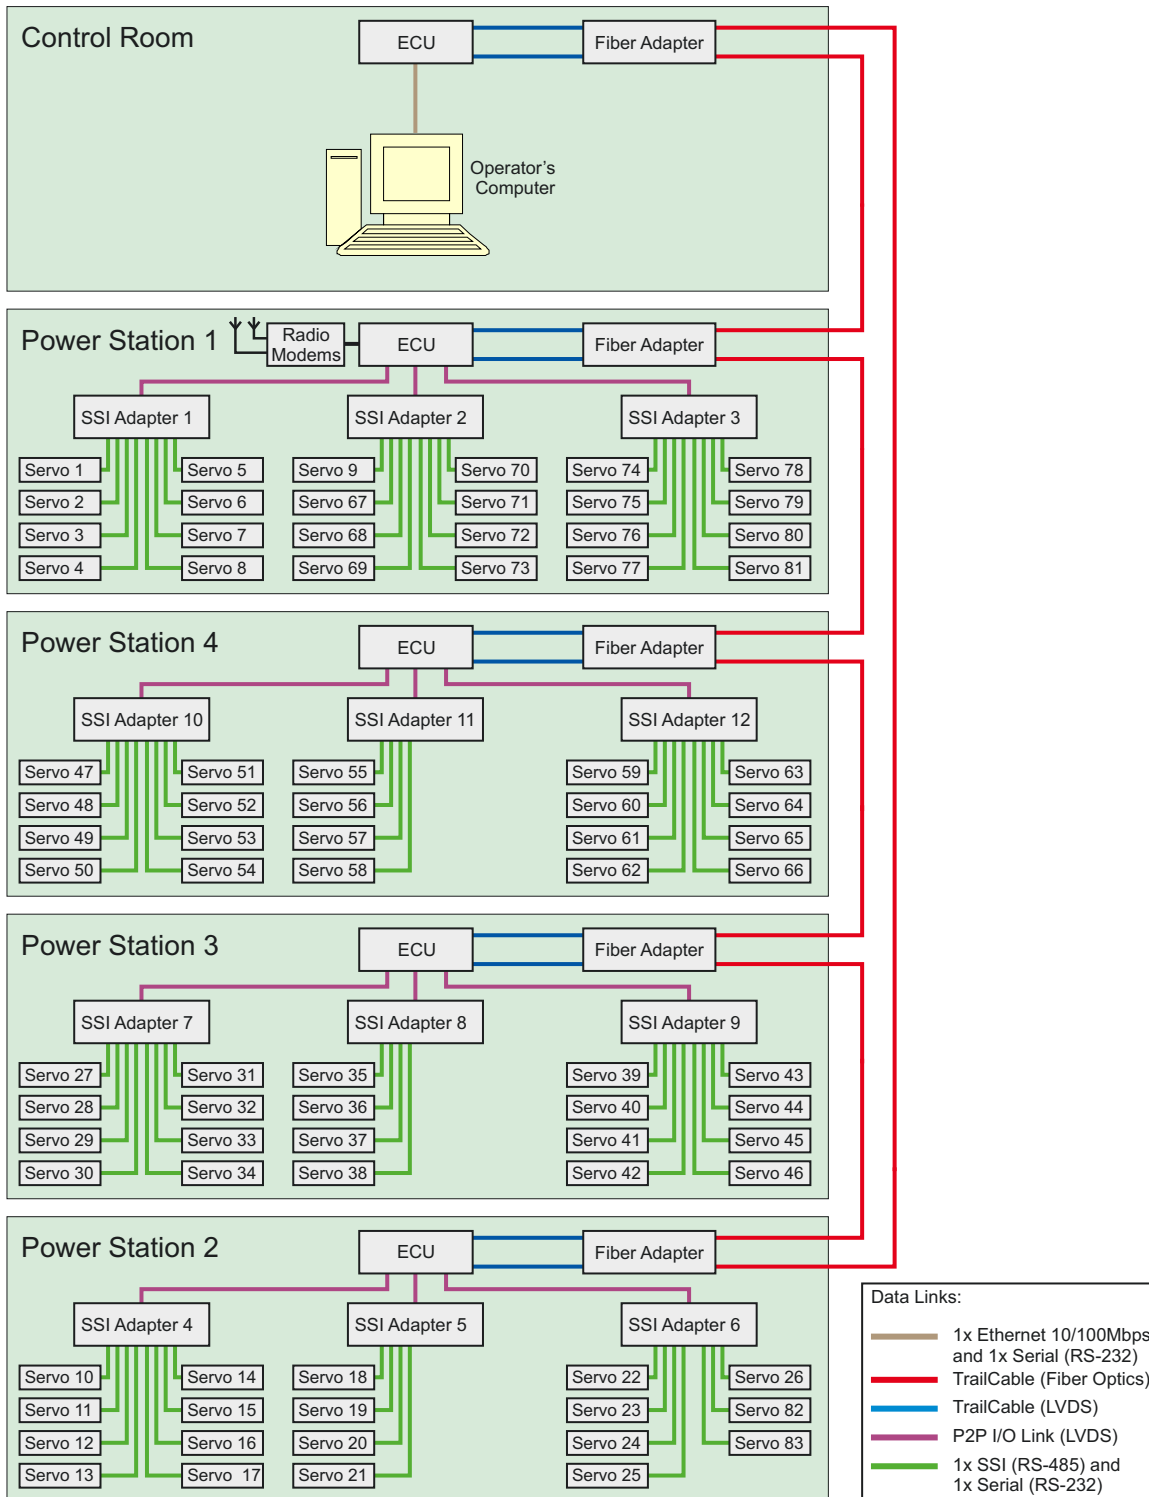 Control Room
ECU
Fiber Adapter
Operator's
Computer
Power Station 1
Radio
Modems
ECU
Fiber Adapter
SSI Adapter 1
SSI Adapter 2
SSI Adapter 3
Servo 1
Servo 5
Servo 9
Servo 70
Servo 74
Servo 78
Servo 2
Servo 6
Servo 67
Servo 71
Servo 75
Servo 79
Servo 3
Servo 7
Servo 68
Servo 72
Servo 76
Servo 80
Servo 4
Servo 8
Servo 69
Servo 73
Servo 77
Servo 81
Power Station 4
ECU
Fiber Adapter
SSI Adapter 10
SSI Adapter 11
SSI Adapter 12
Servo 47
Servo 51
Servo 55
Servo 59
Servo 63
Servo 48
Servo 52
Servo 56
Servo 60
Servo 64
Servo 49
Servo 53
Servo 57
Servo 61
Servo 65
Servo 50
Servo 54
Servo 58
Servo 62
Servo 66
Power Station 3
ECU
Fiber Adapter
SSI Adapter 7
SSI Adapter 8
SSI Adapter 9
Servo 27
Servo 31
Servo 35
Servo 39
Servo 43
Servo 28
Servo 32
Servo 36
Servo 40
Servo 44
Servo 29
Servo 33
Servo 37
Servo 41
Servo 45
Servo 30
Servo 34
Servo 38
Servo 42
Servo 46
Power Station 2
ECU
Fiber Adapter
SSI Adapter 4
SSI Adapter 5
SSI Adapter 6
Servo 10
Servo 14
Servo 18
Servo 22
Servo 26
Servo 11
Servo 15
Servo 19
Servo 23
Servo 82
Servo 12
Servo 16
Servo 20
Servo 24
Servo 83
Servo 13
Servo 17
Servo 21
Servo 25
Data Links:
1x Ethernet 10/100Mbps
and 1x Serial (RS-232)
TrailCable (Fiber Optics)
TrailCable (LVDS)
P2P I/O Link (LVDS)
1x SSI (RS-485) and
1x Serial (RS-232)